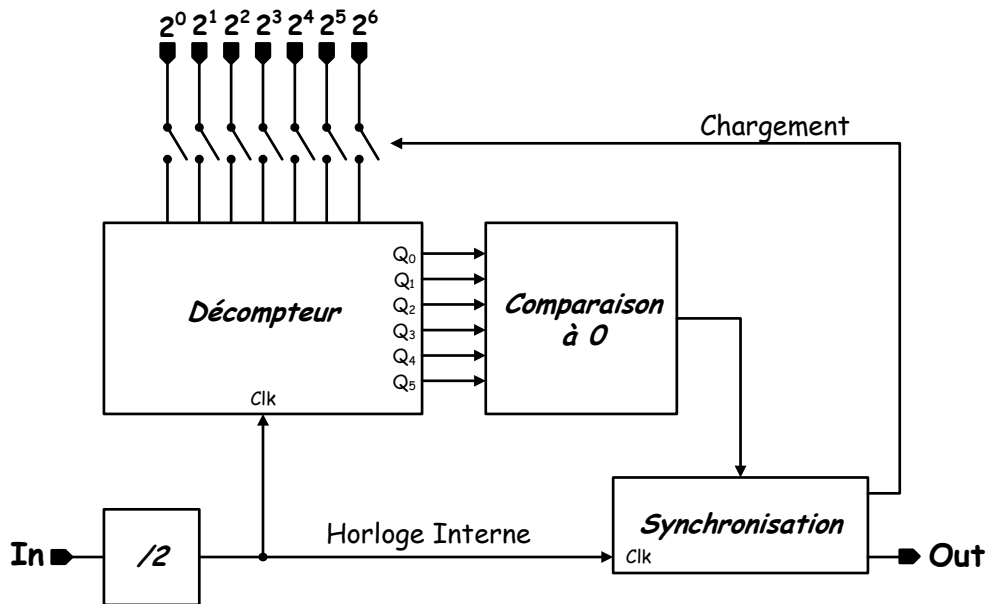 2⁰ 2¹ 2² 2³ 2⁴ 2⁵ 2⁶
Chargement
Q₀
Q₁
Q₂
Q₃
Q₄
Q₅
Décompteur
Clk
Comparaison
à 0
In
/2
Horloge Interne
Synchronisation
Clk
Out